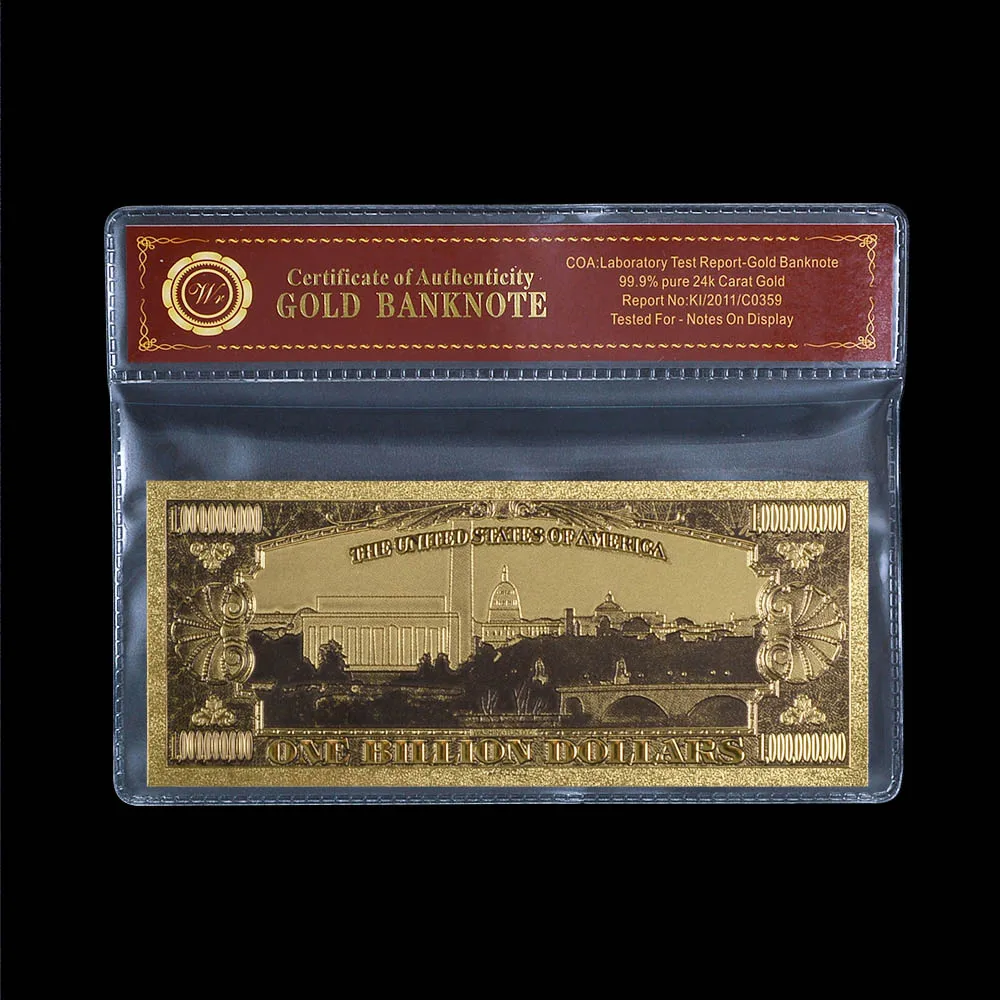 Wr
Certificate of Authenticity
GOLD BANKNOTE
COA:Laboratory Test Report-Gold Banknote
99.9% pure 24k Carat Gold
Report No:KI/2011/C0359
Tested For - Notes On Display
1,000,000,000
1,000,000,000
THE UNITED STATES OF AMERICA
1,000,000,000
ONE BILLION DOLLARS
1,000,000,000